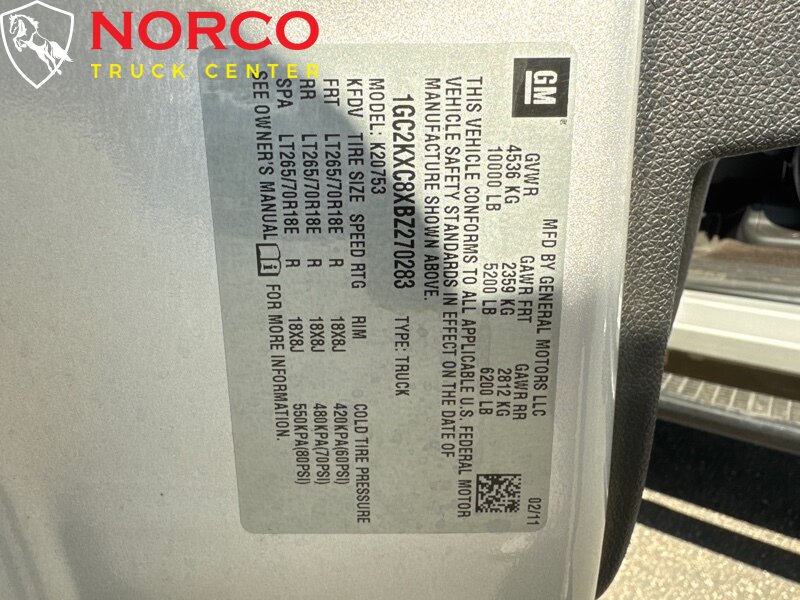 NORCO
TRUCK CENTER
GM
®
MFD BY GENERAL MOTORS LLC
02/11
GVWR GAWR FRT GAWR RR
4536 KG 2359 KG 2812 KG
10000 LB 5200 LB 6200 LB
THIS VEHICLE CONFORMS TO ALL APPLICABLE U.S. FEDERAL MOTOR
VEHICLE SAFETY STANDARDS IN EFFECT ON THE DATE OF
MANUFACTURE SHOWN ABOVE.
1GC2KXC8XBZ270283 TYPE: TRUCK
MODEL: K20753
KFDV TIRE SIZE SPEED RTG RIM COLD TIRE PRESSURE
FRT LT265/70R18E R 18X8J 420KPA(60PSI)
RR LT265/70R18E R 18X8J 480KPA(70PSI)
SPA LT265/70R18E R 18X8J 550KPA(80PSI)
SEE OWNER'S MANUAL i FOR MORE INFORMATION.